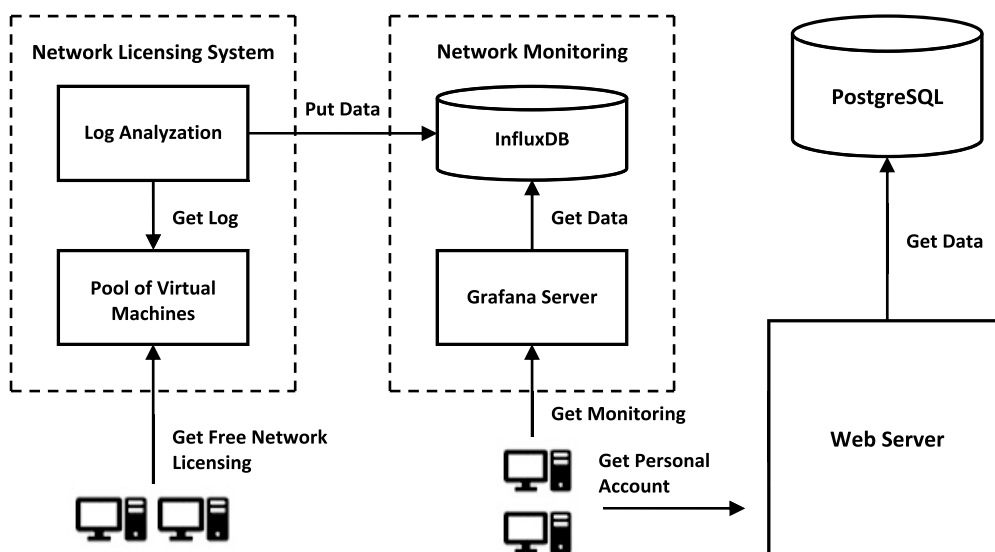 Network Licensing System
Log Analyzation
Get Log
Pool of Virtual
Machines
Get Free Network
Licensing
Put Data
Network Monitoring
InfluxDB
Get Data
Grafana Server
Get Monitoring
Get Personal
Account
PostgreSQL
Get Data
Web Server